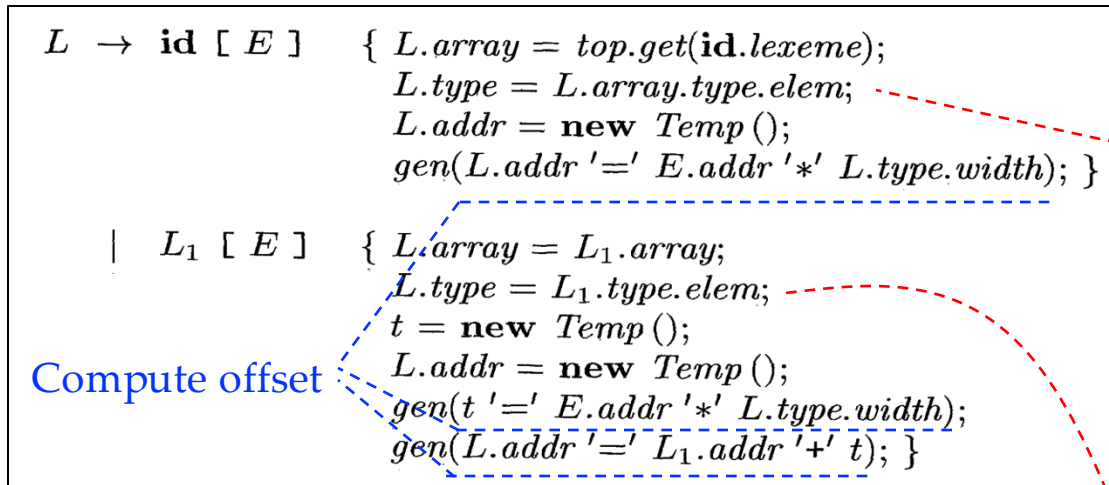 L → id [ E ] { L.array = top.get(id.lexeme);
L.type = L.array.type.elem;
L.addr = new Temp();
gen(L.addr '=' E.addr '*' L.type.width); }
| L₁ [ E ] { L.array = L₁.array;
L.type = L₁.type.elem;
t = new Temp();
L.addr = new Temp();
Compute offset
gen(t '=' E.addr '*' L.type.width);
gen(L.addr '=' L₁.addr '+' t); }